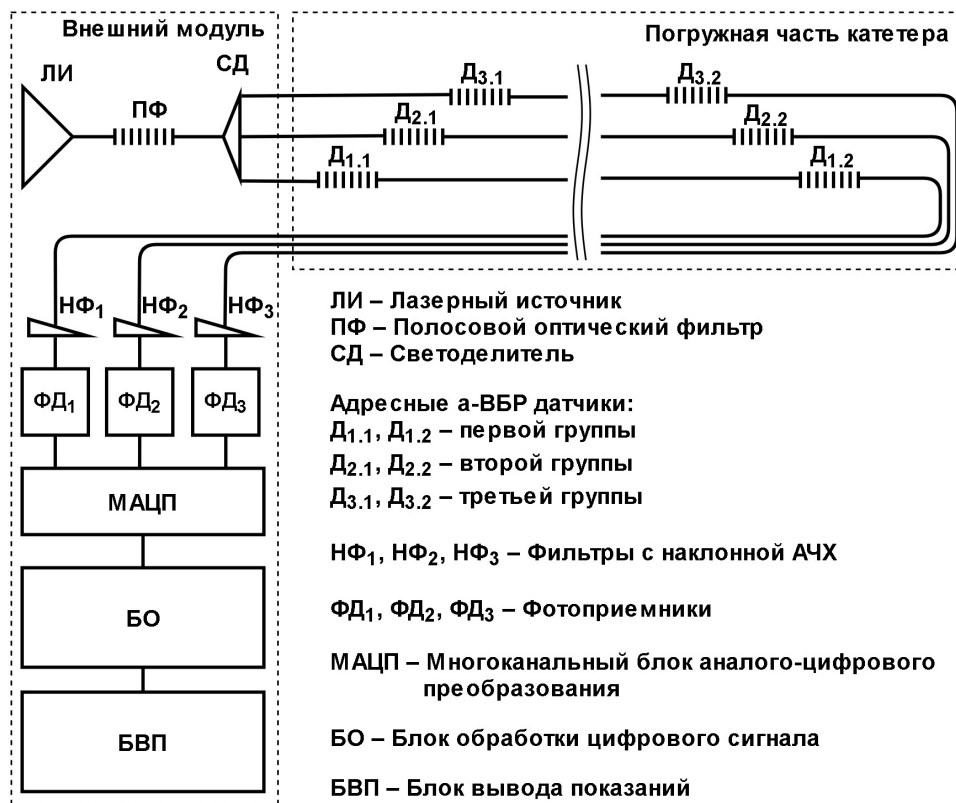 Внешний модуль
Погружная часть катетера
ЛИ
СД
ПФ
Д3.1
Д3.2
Д2.1
Д2.2
Д1.1
Д1.2
НФ1
НФ2
НФ3
ФД1
ФД2
ФД3
МАЦП
БО
БВП
ЛИ – Лазерный источник
ПФ – Полосовой оптический фильтр
СД – Светоделитель
Адресные а-ВБР датчики:
Д1.1, Д1.2 – первой группы
Д2.1, Д2.2 – второй группы
Д3.1, Д3.2 – третьей группы
НФ1, НФ2, НФ3 – Фильтры с наклонной АЧХ
ФД1, ФД2, ФД3 – Фотоприемники
МАЦП – Многоканальный блок аналого-цифрового
преобразования
БО – Блок обработки цифрового сигнала
БВП – Блок вывода показаний